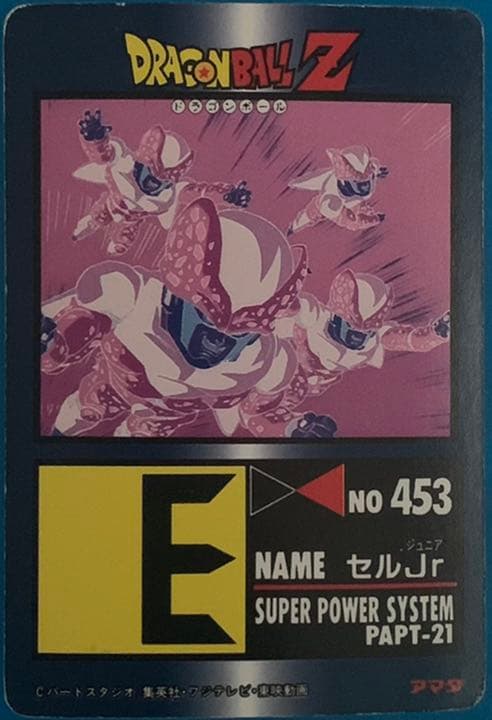 DRAGONBALL Z
ドラゴンボール
E
NO 453
ジュニア
NAME セルJr
SUPER POWER SYSTEM
PAPT-21
Cバードスタジオ 集英社・フジテレビ・東映動画
アマダ